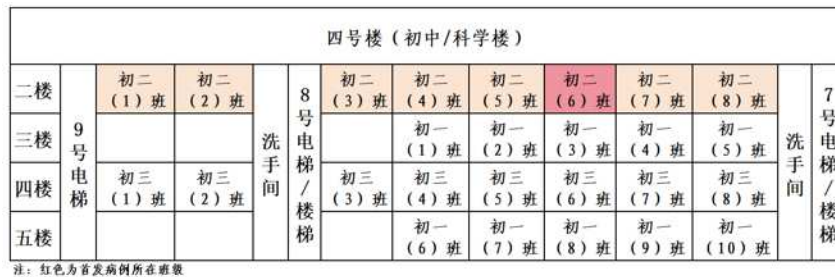 四号楼（初中/科学楼）
二楼 9号电梯 初二（1）班 初二（2）班 洗手间 8号电梯/楼梯 初二（3）班 初二（4）班 初二（5）班 初二（6）班 初二（7）班 初二（8）班 洗手间 7号电梯/楼梯
三楼 初一（1）班 初一（2）班 初一（3）班 初一（4）班 初一（5）班
四楼 初三（1）班 初三（2）班 初三（3）班 初三（4）班 初三（5）班 初三（6）班 初三（7）班 初三（8）班
五楼 初一（6）班 初一（7）班 初一（8）班 初一（9）班 初一（10）班
注：红色为首发病例所在班级